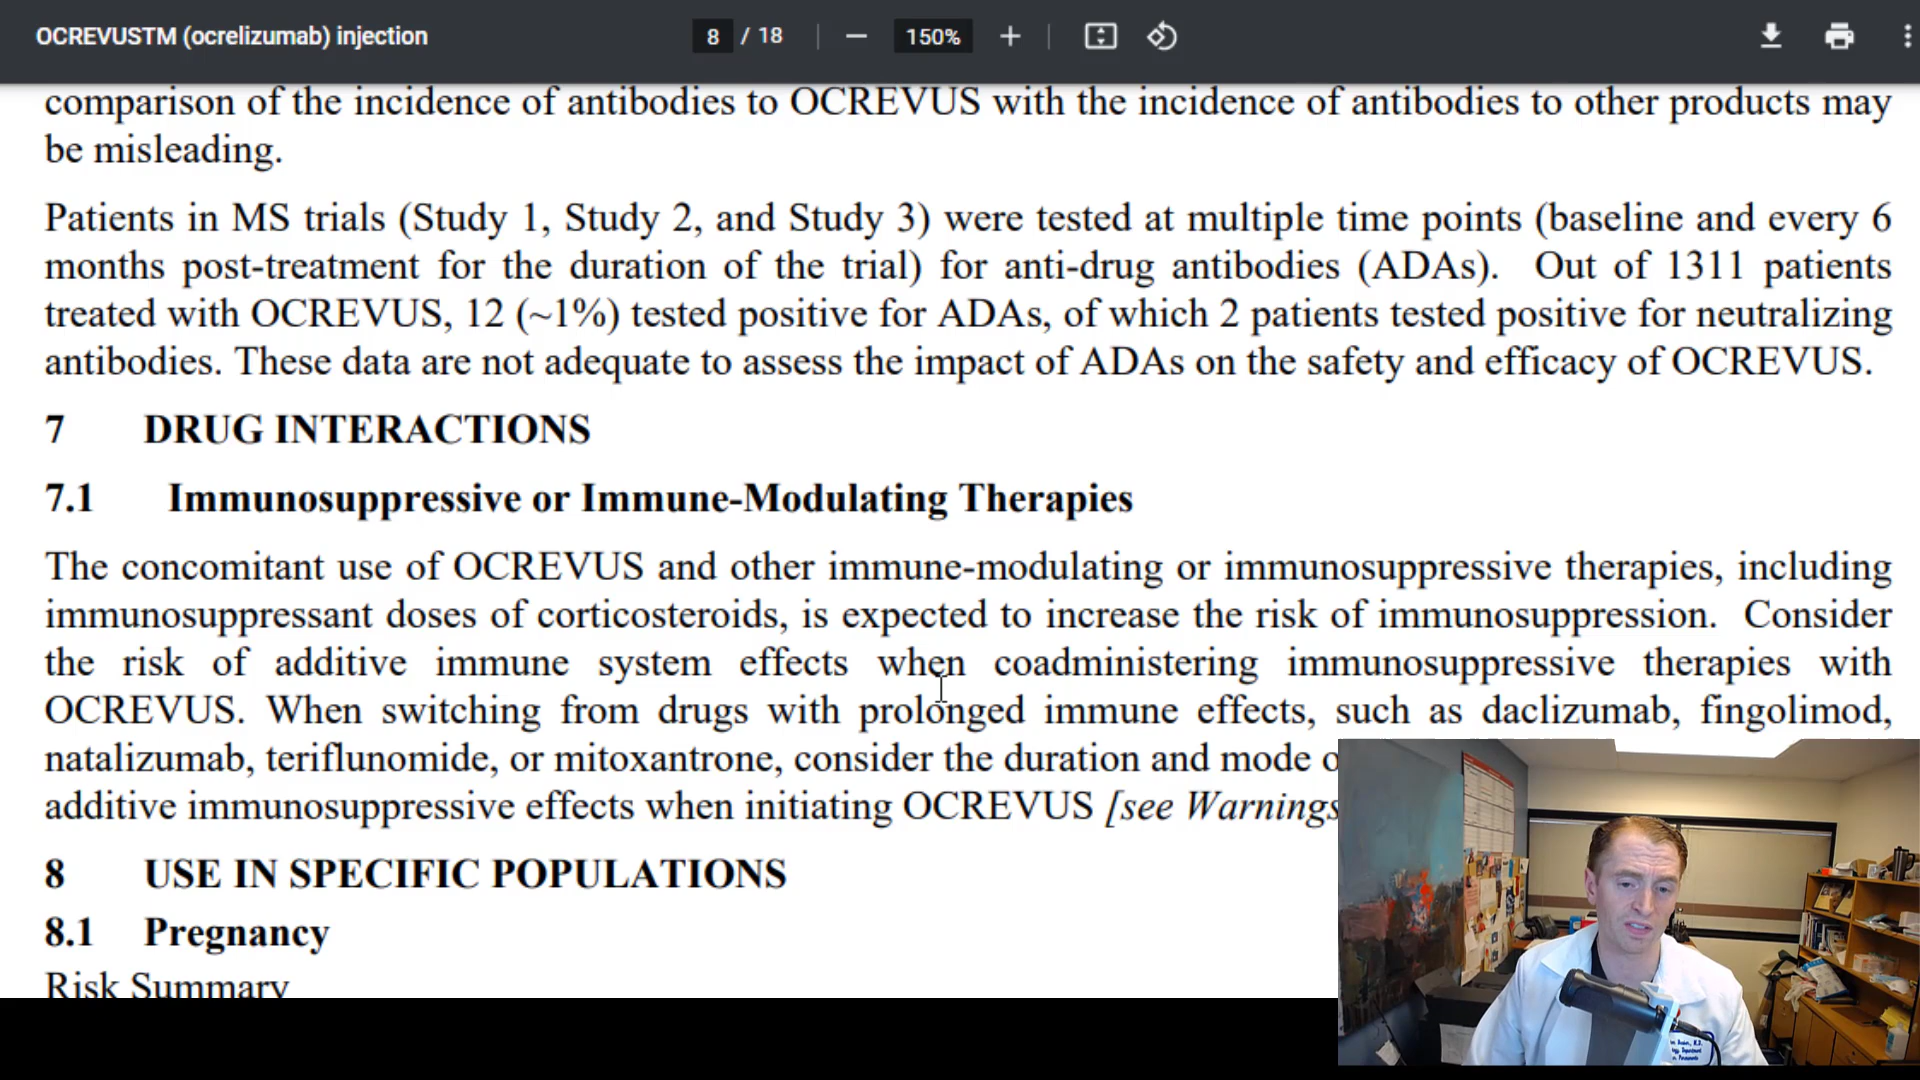 OCREVUSTM (ocrelizumab) injection 8 / 18 150%
comparison of the incidence of antibodies to OCREVUS with the incidence of antibodies to other products may
be misleading.
Patients in MS trials (Study 1, Study 2, and Study 3) were tested at multiple time points (baseline and every 6
months post-treatment for the duration of the trial) for anti-drug antibodies (ADAs). Out of 1311 patients
treated with OCREVUS, 12 (~1%) tested positive for ADAs, of which 2 patients tested positive for neutralizing
antibodies. These data are not adequate to assess the impact of ADAs on the safety and efficacy of OCREVUS.
7 DRUG INTERACTIONS
7.1 Immunosuppressive or Immune-Modulating Therapies
The concomitant use of OCREVUS and other immune-modulating or immunosuppressive therapies, including
immunosuppressant doses of corticosteroids, is expected to increase the risk of immunosuppression. Consider
the risk of additive immune system effects when coadministering immunosuppressive therapies with
OCREVUS. When switching from drugs with prolonged immune effects, such as daclizumab, fingolimod,
natalizumab, teriflunomide, or mitoxantrone, consider the duration and mode
additive immunosuppressive effects when initiating OCREVUS [see Warnings
8 USE IN SPECIFIC POPULATIONS
8.1 Pregnancy
Risk Summary